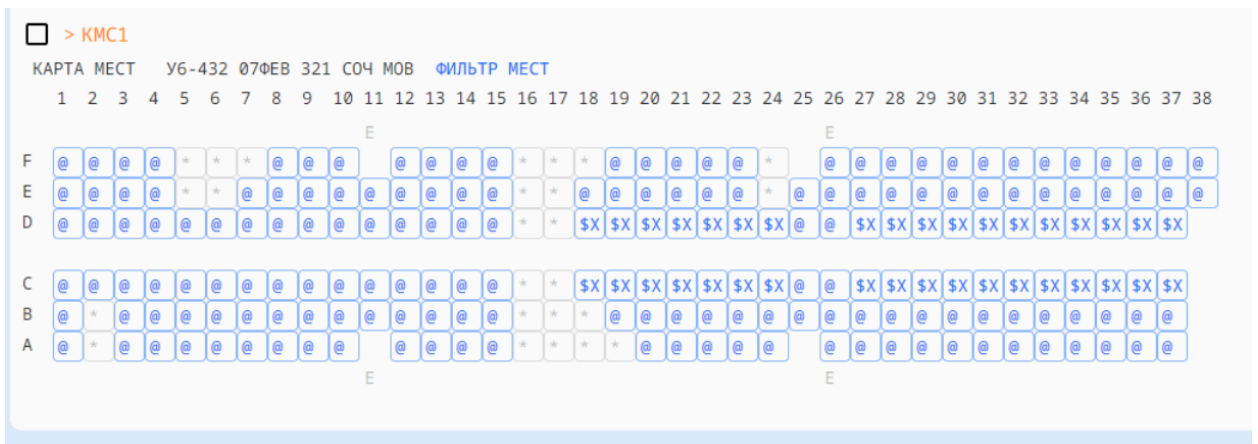 > КМС1
КАРТА МЕСТ У6-432 07ФЕВ 321 СОЧ МОВ ФИЛЬТР МЕСТ
1 2 3 4 5 6 7 8 9 10 11 12 13 14 15 16 17 18 19 20 21 22 23 24 25 26 27 28 29 30 31 32 33 34 35 36 37 38
E E
F @ @ @ @ * * * @ @ @ @ @ @ @ * * * @ @ @ @ @ * @ @ @ @ @ @ @ @ @ @ @ @ @
E @ @ @ @ * * @ @ @ @ @ @ @ @ @ * * @ @ @ @ @ @ * @ @ @ @ @ @ @ @ @ @ @ @ @ @
D @ @ @ @ @ @ @ @ @ @ @ @ @ @ @ * * $X $X $X $X $X $X $X @ @ $X $X $X $X $X $X $X $X $X $X $X
C @ @ @ @ @ @ @ @ @ @ @ @ @ @ @ * * $X $X $X $X $X $X $X @ @ $X $X $X $X $X $X $X $X $X $X $X
B @ * @ @ @ @ @ @ @ @ @ @ @ @ @ * * * @ @ @ @ @ @ @ @ @ @ @ @ @ @ @ @ @ @ @
A @ * @ @ @ @ @ @ @ @ @ @ @ @ * * * * @ @ @ @ @ @ @ @ @ @ @ @ @ @ @ @ @
E E